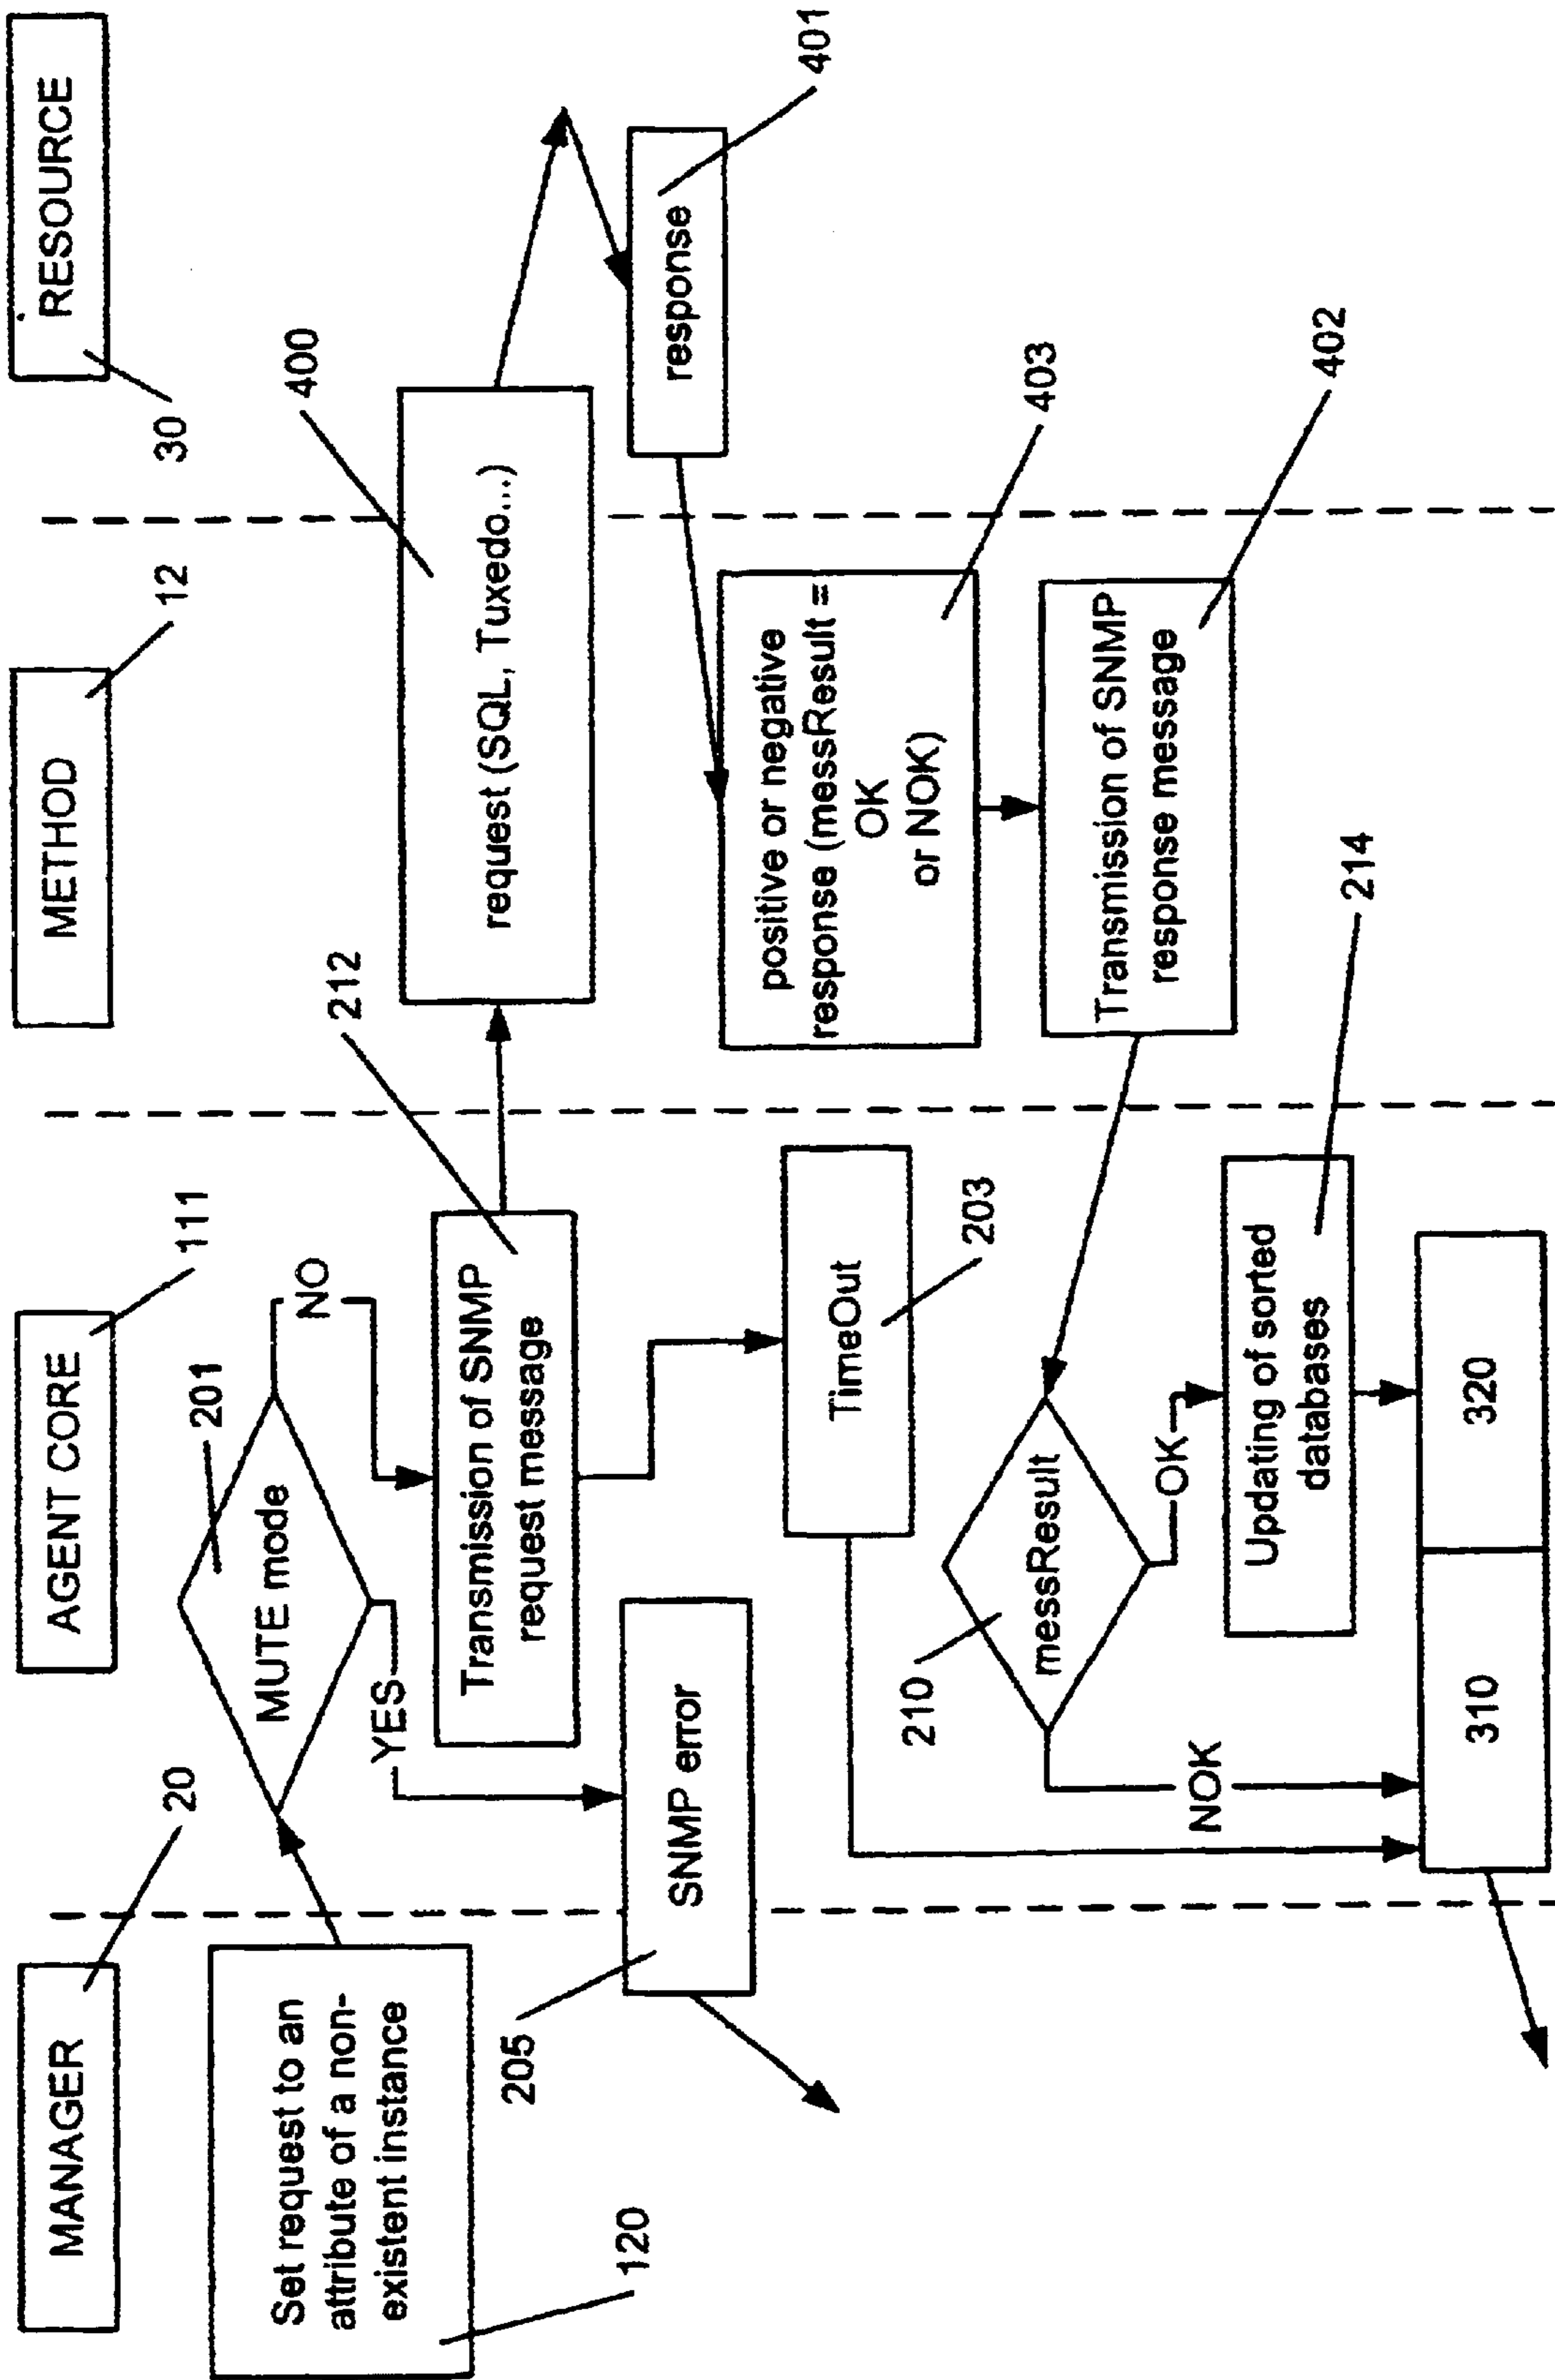 MANAGER
20
AGENT CORE
111
METHOD
12
RESOURCE
30
Set request to an
attribute of a non-
existent instance
120
MUTE mode
201
YES
NO
SNMP error
205
Transmission of SNMP
request message
212
request (SQL, Tuxedo...)
400
response
401
TimeOut
203
positive or negative
response (messResult =
OK
or NOK)
403
Transmission of SNMP
response message
402
messResult
210
NOK
OK
Updating of sorted
databases
214
310
320